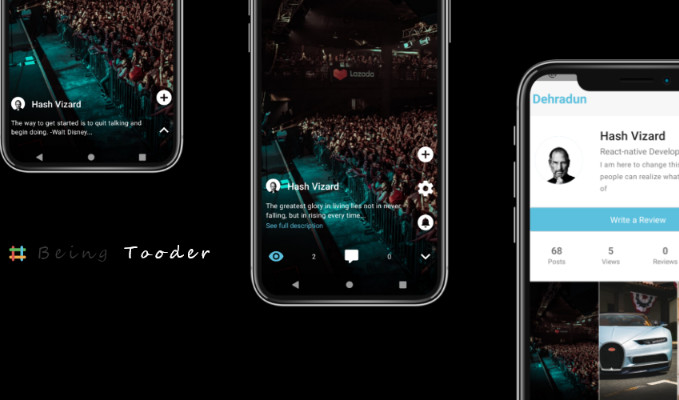 Hash Vizard
The way to get started is to quit talking and
begin doing. -Walt Disney...
Being Tooder
Lazada
Hash Vizard
The greatest glory in living lies not in never
falling, but in rising every time...
See full description
2
0
Dehradun
Hash Vizard
React-native Develop
I am here to change this
people can realize what
of
Write a Review
68
5
0
Posts
Views
Reviews